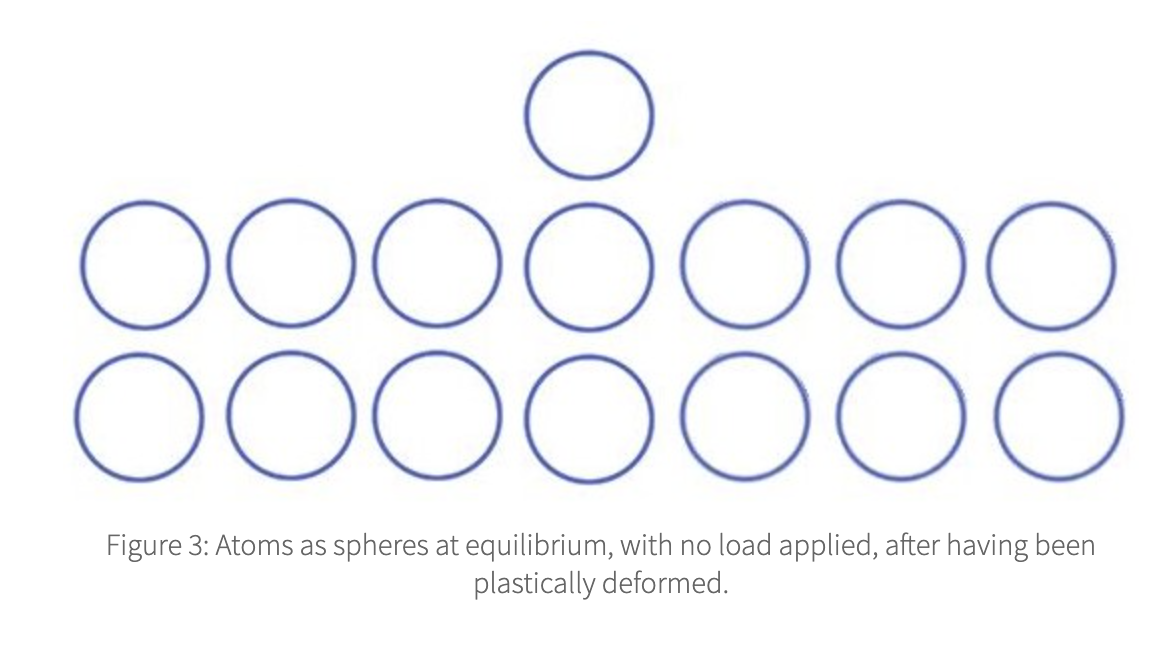 Figure 3: Atoms as spheres at equilibrium, with no load applied, after having been
plastically deformed.